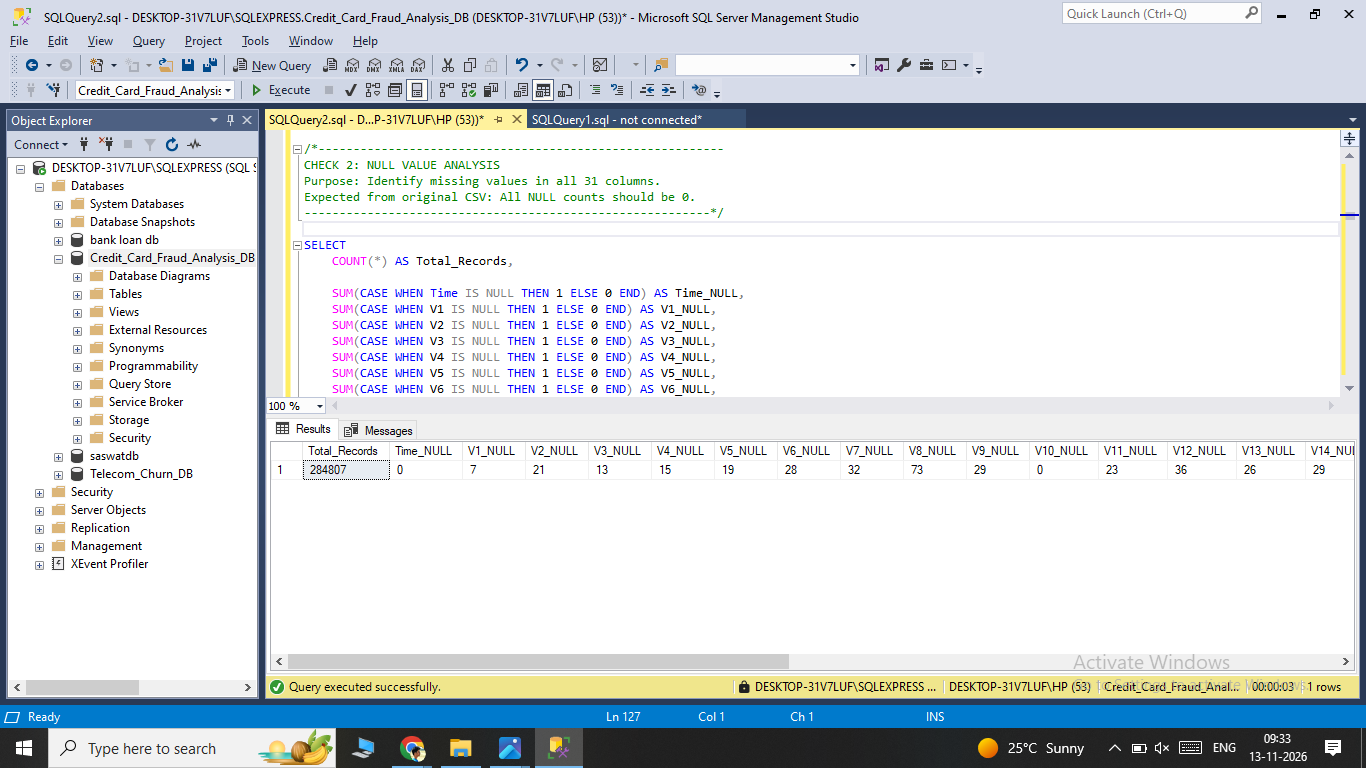 SQLQuery2.sql - DESKTOP-31V7LUF\SQLEXPRESS.Credit_Card_Fraud_Analysis_DB (DESKTOP-31V7LUF\HP (53))* - Microsoft SQL Server Management Studio
Quick Launch (Ctrl+Q)
File Edit View Query Project Tools Window Help
New Query MDX DMX XMLA DAX
Credit_Card_Fraud_Analysis Execute
Object Explorer
SQLQuery2.sql - D...P-31V7LUF\HP (53))*
SQLQuery1.sql - not connected*
Connect
DESKTOP-31V7LUF\SQLEXPRESS (SQL S
Databases
System Databases
Database Snapshots
bank loan db
Credit_Card_Fraud_Analysis_DB
Database Diagrams
Tables
Views
External Resources
Synonyms
Programmability
Query Store
Service Broker
Storage
Security
saswatdb
Telecom_Churn_DB
Security
Server Objects
Replication
Management
XEvent Profiler
/*----------------------------------------------------------
CHECK 2: NULL VALUE ANALYSIS
Purpose: Identify missing values in all 31 columns.
Expected from original CSV: All NULL counts should be 0.
----------------------------------------------------------*/
SELECT
COUNT(*) AS Total_Records,
SUM(CASE WHEN Time IS NULL THEN 1 ELSE 0 END) AS Time_NULL,
SUM(CASE WHEN V1 IS NULL THEN 1 ELSE 0 END) AS V1_NULL,
SUM(CASE WHEN V2 IS NULL THEN 1 ELSE 0 END) AS V2_NULL,
SUM(CASE WHEN V3 IS NULL THEN 1 ELSE 0 END) AS V3_NULL,
SUM(CASE WHEN V4 IS NULL THEN 1 ELSE 0 END) AS V4_NULL,
SUM(CASE WHEN V5 IS NULL THEN 1 ELSE 0 END) AS V5_NULL,
SUM(CASE WHEN V6 IS NULL THEN 1 ELSE 0 END) AS V6_NULL,
100 %
Results Messages
Total_Records Time_NULL V1_NULL V2_NULL V3_NULL V4_NULL V5_NULL V6_NULL V7_NULL V8_NULL V9_NULL V10_NULL V11_NULL V12_NULL V13_NULL V14_NUI
1 284807 0 7 21 13 15 19 28 32 73 29 0 23 36 26 29
Activate Windows
Go to Settings to activate Windows.
Query executed successfully.
DESKTOP-31V7LUF\SQLEXPRESS ... DESKTOP-31V7LUF\HP (53) Credit_Card_Fraud_Anal... 00:00:03 1 rows
Ready Ln 127 Col 1 Ch 1 INS
Type here to search
25°C Sunny
ENG
09:33
13-11-2026